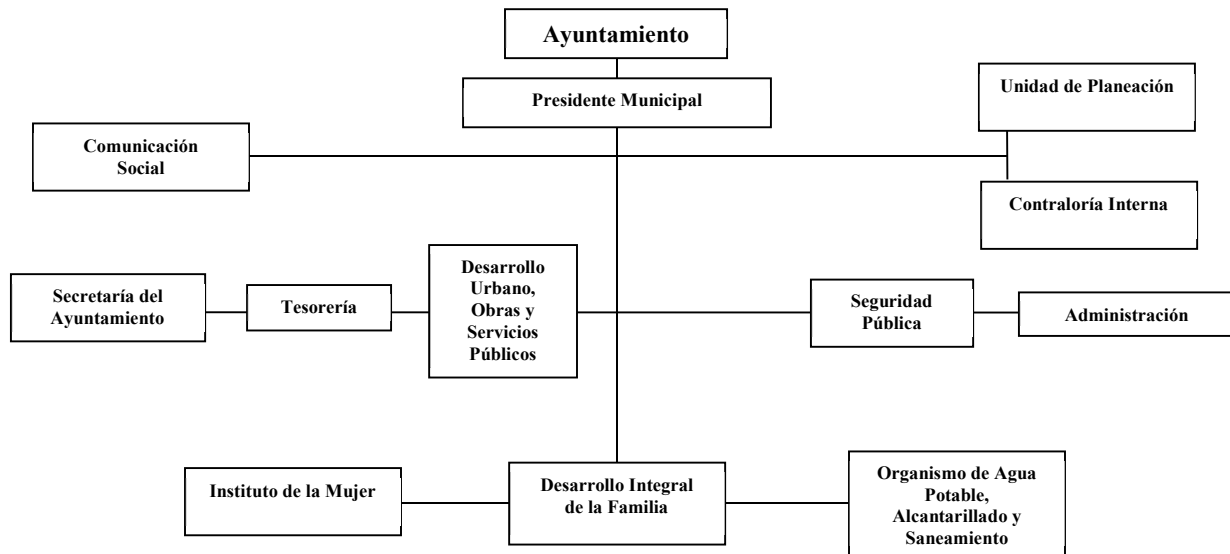 Ayuntamiento
Presidente Municipal
Unidad de Planeación
Comunicación
Social
Contraloría Interna
Secretaría del
Ayuntamiento
Tesorería
Desarrollo
Urbano,
Obras y
Servicios
Públicos
Seguridad
Pública
Administración
Instituto de la Mujer
Desarrollo Integral
de la Familia
Organismo de Agua
Potable,
Alcantarillado y
Saneamiento